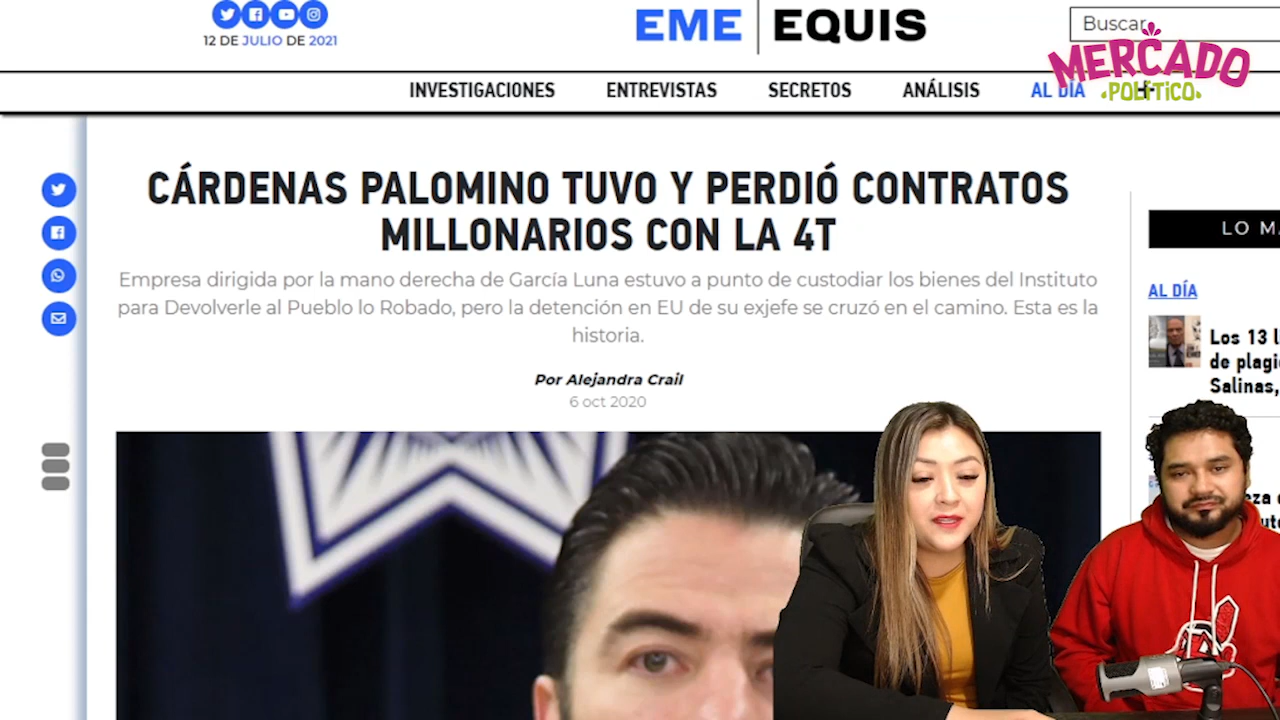 12 DE JULIO DE 2021
EME EQUIS
Buscar
MERCADO
POLÍTICO
INVESTIGACIONES ENTREVISTAS SECRETOS ANÁLISIS AL DÍA +
CÁRDENAS PALOMINO TUVO Y PERDIÓ CONTRATOS
MILLONARIOS CON LA 4T
LO M
Empresa dirigida por la mano derecha de García Luna estuvo a punto de custodiar los bienes del Instituto
para Devolverle al Pueblo lo Robado, pero la detención en EU de su exjefe se cruzó en el camino. Esta es la
historia.
AL DÍA
Los 13 l
de plagi
Salinas,
Por Alejandra Crail
6 oct 2020